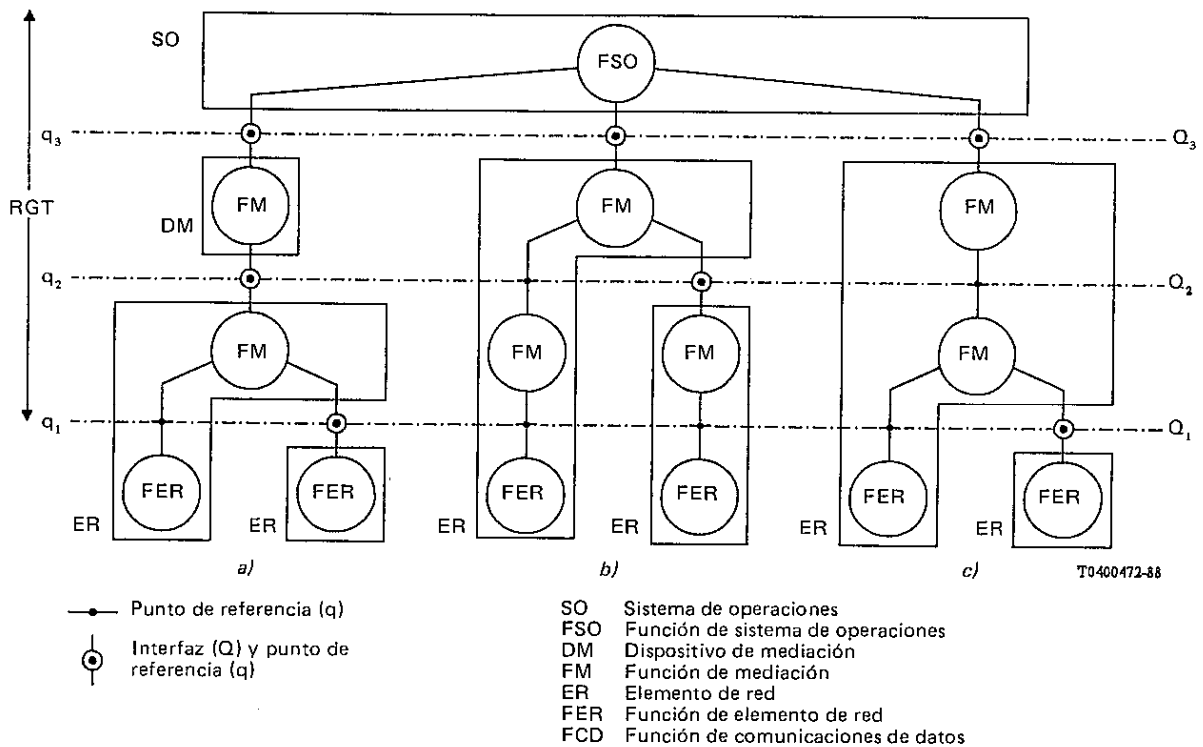 SO
FSO
q₃
Q₃
FM
FM
FM
RGT
DM
q₂
Q₂
FM
FM
FM
FM
q₁
Q₁
FER
FER
FER
FER
FER
FER
ER
ER
ER
ER
ER
ER
a)
b)
c)
T0400472-88
Punto de referencia (q)
Interfaz (Q) y punto de
referencia (q)
SO Sistema de operaciones
FSO Función de sistema de operaciones
DM Dispositivo de mediación
FM Función de mediación
ER Elemento de red
FER Función de elemento de red
FCD Función de comunicaciones de datos